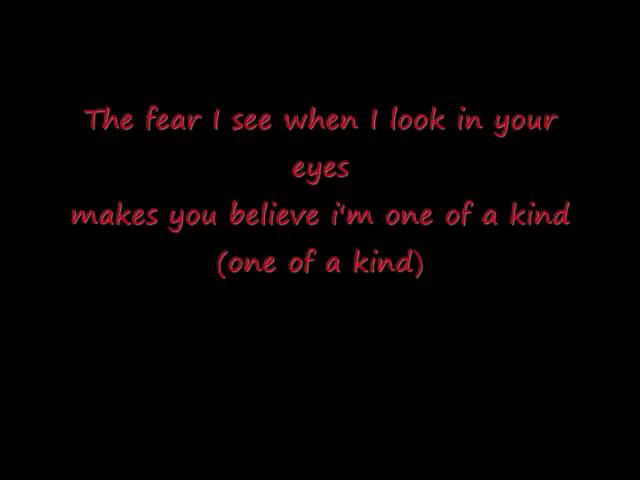 The fear I see when I look in your
eyes
makes you believe i'm one of a kind
(one of a kind)